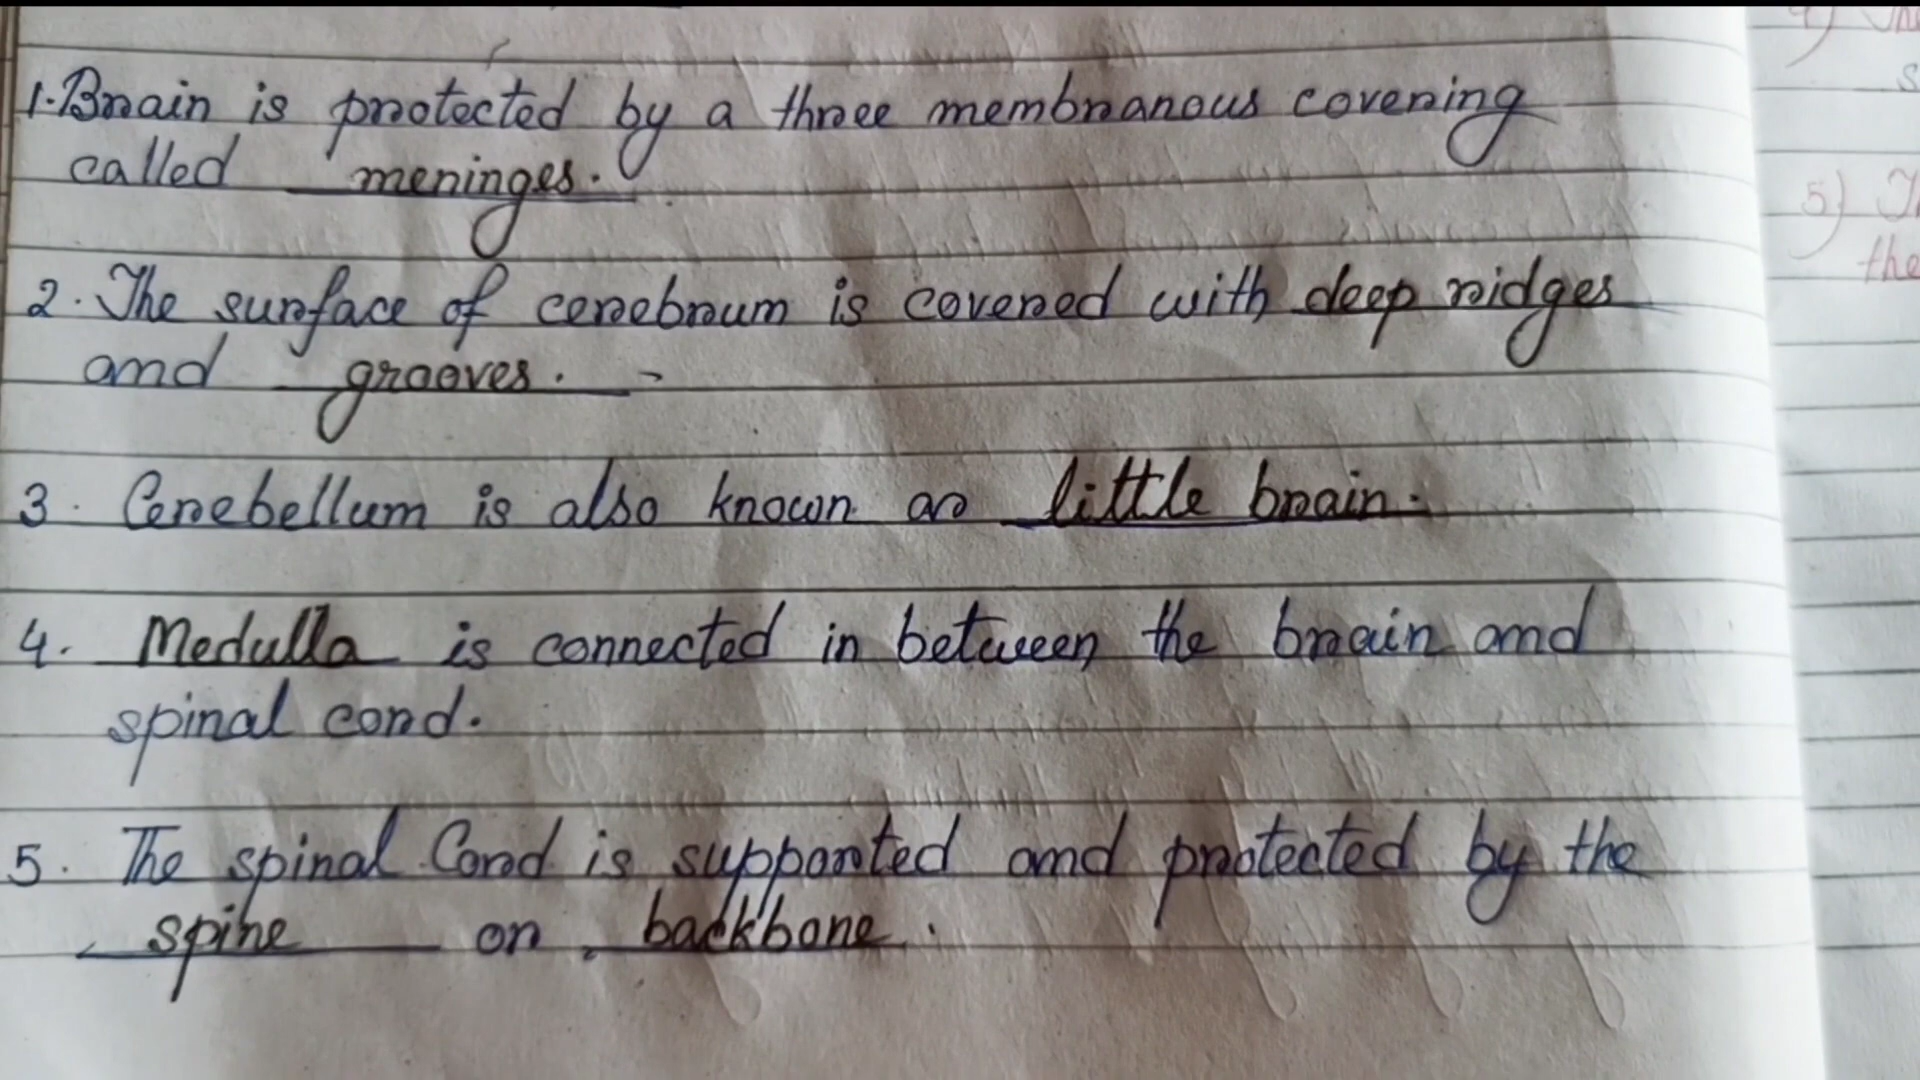 1. Brain is protected by a three membranous covering
called meninges.
2. The surface of cerebrum is covered with deep ridges
and grooves.
3. Cerebellum is also known as little brain.
4. Medulla is connected in between the brain and
spinal cord.
5. The spinal Cord is supported and protected by the
spine or backbone.
5)
the